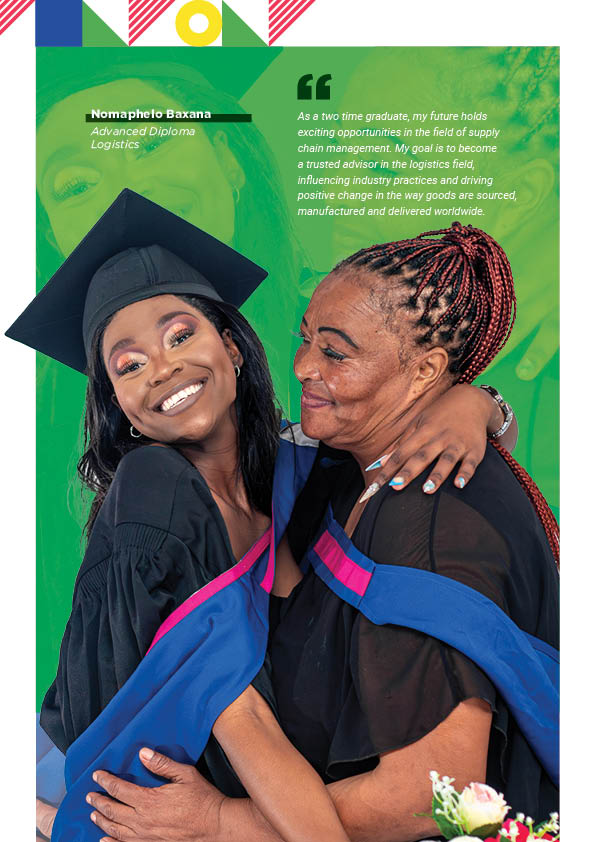 Nomaphelo Baxana
Advanced Diploma
Logistics
“
As a two time graduate, my future holds
exciting opportunities in the field of supply
chain management. My goal is to become
a trusted advisor in the logistics field,
influencing industry practices and driving
positive change in the way goods are sourced,
manufactured and delivered worldwide.